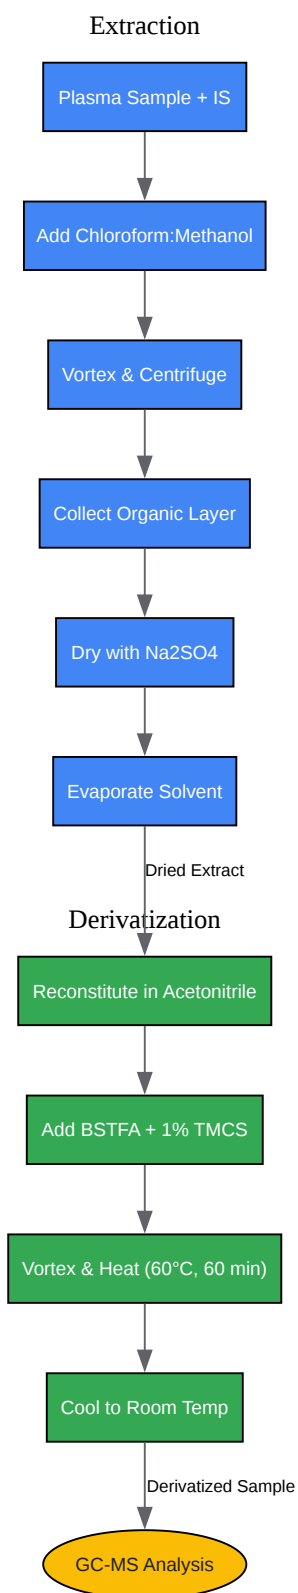 Extraction
Plasma Sample + IS
Add Chloroform:Methanol
Vortex & Centrifuge
Collect Organic Layer
Dry with Na2SO4
Evaporate Solvent
Dried Extract
Derivatization
Reconstitute in Acetonitrile
Add BSTFA + 1% TMCS
Vortex & Heat (60°C, 60 min)
Cool to Room Temp
Derivatized Sample
GC-MS Analysis